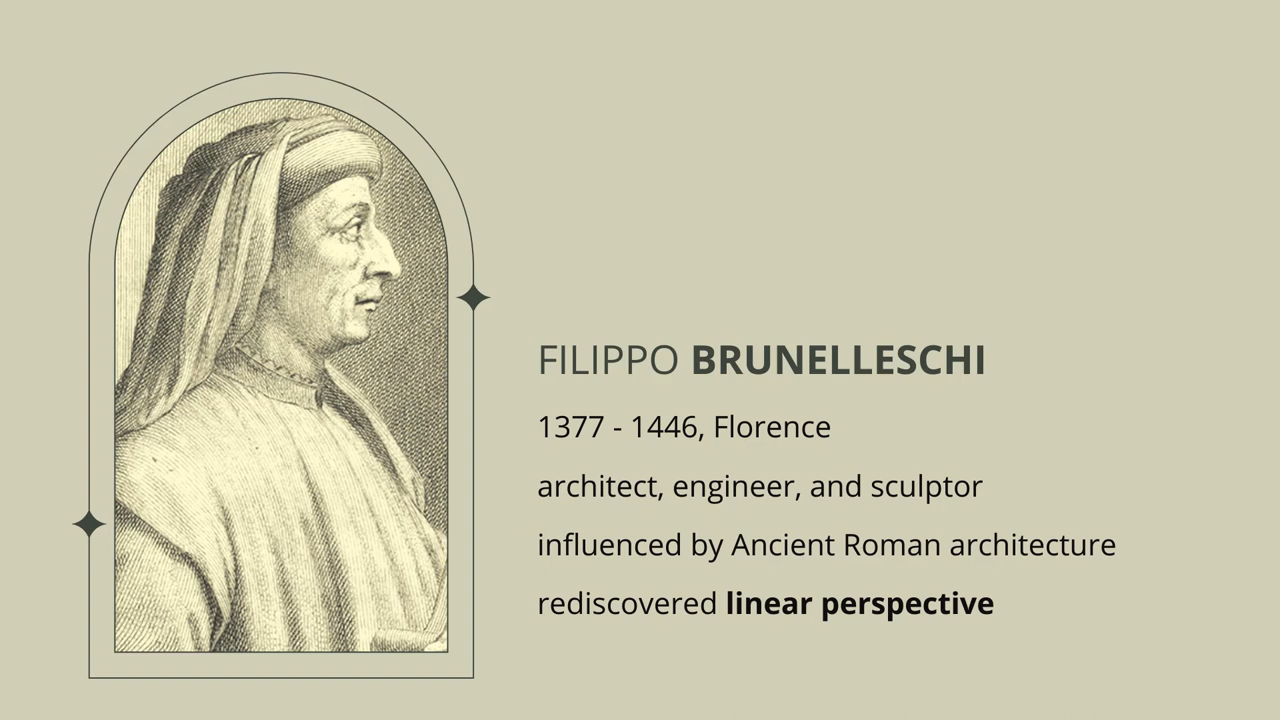 FILIPPO BRUNELLESCHI
1377 - 1446, Florence
architect, engineer, and sculptor
influenced by Ancient Roman architecture
rediscovered linear perspective